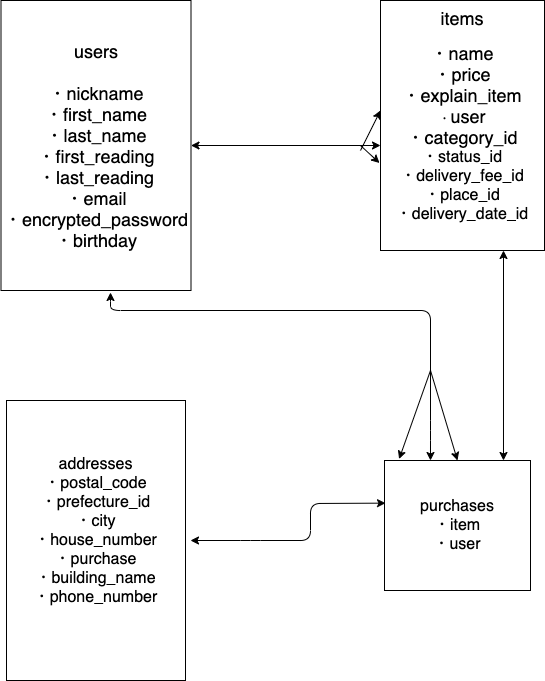 users
・nickname
・first_name
・last_name
・first_reading
・last_reading
・email
・encrypted_password
・birthday
items
・name
・price
・explain_item
・user
・category_id
・status_id
・delivery_fee_id
・place_id
・delivery_date_id
addresses
・postal_code
・prefecture_id
・city
・house_number
・purchase
・building_name
・phone_number
purchases
・item
・user